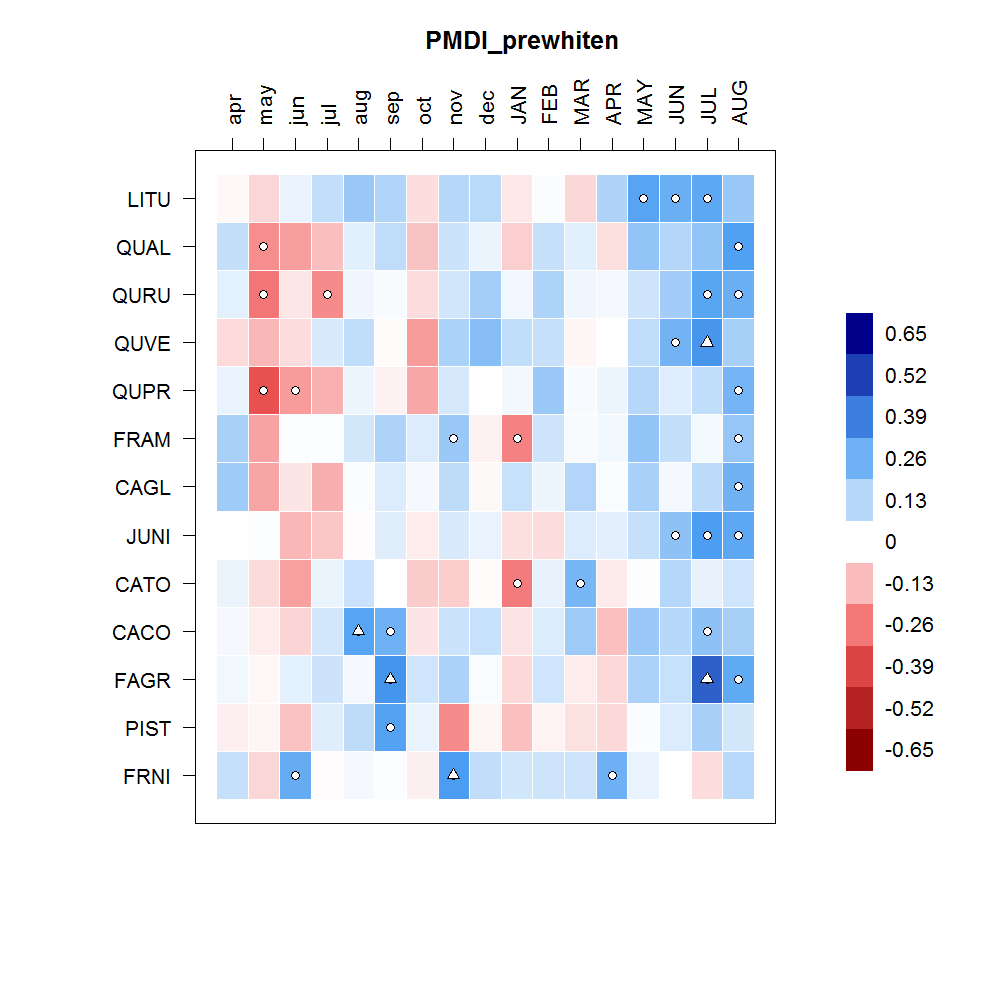 PMDI_prewhiten
apr may jun jul aug sep oct nov dec JAN FEB MAR APR MAY JUN JUL AUG
LITU
QUAL
QURU
QUVE
QUPR
FRAM
CAGL
JUNI
CATO
CACO
FAGR
PIST
FRNI
0.65
0.52
0.39
0.26
0.13
0
-0.13
-0.26
-0.39
-0.52
-0.65